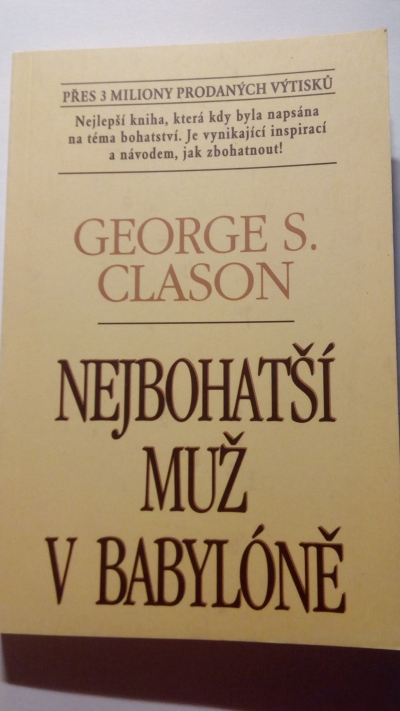 PŘES 3 MILIONY PRODANÝCH VÝTISKŮ
Nejlepší kniha, která kdy byla napsána
na téma bohatství. Je vynikající inspirací
a návodem, jak zbohatnout!
GEORGE S.
CLASON
NEJBOHATŠÍ
MUŽ
V BABYLÓNĚ